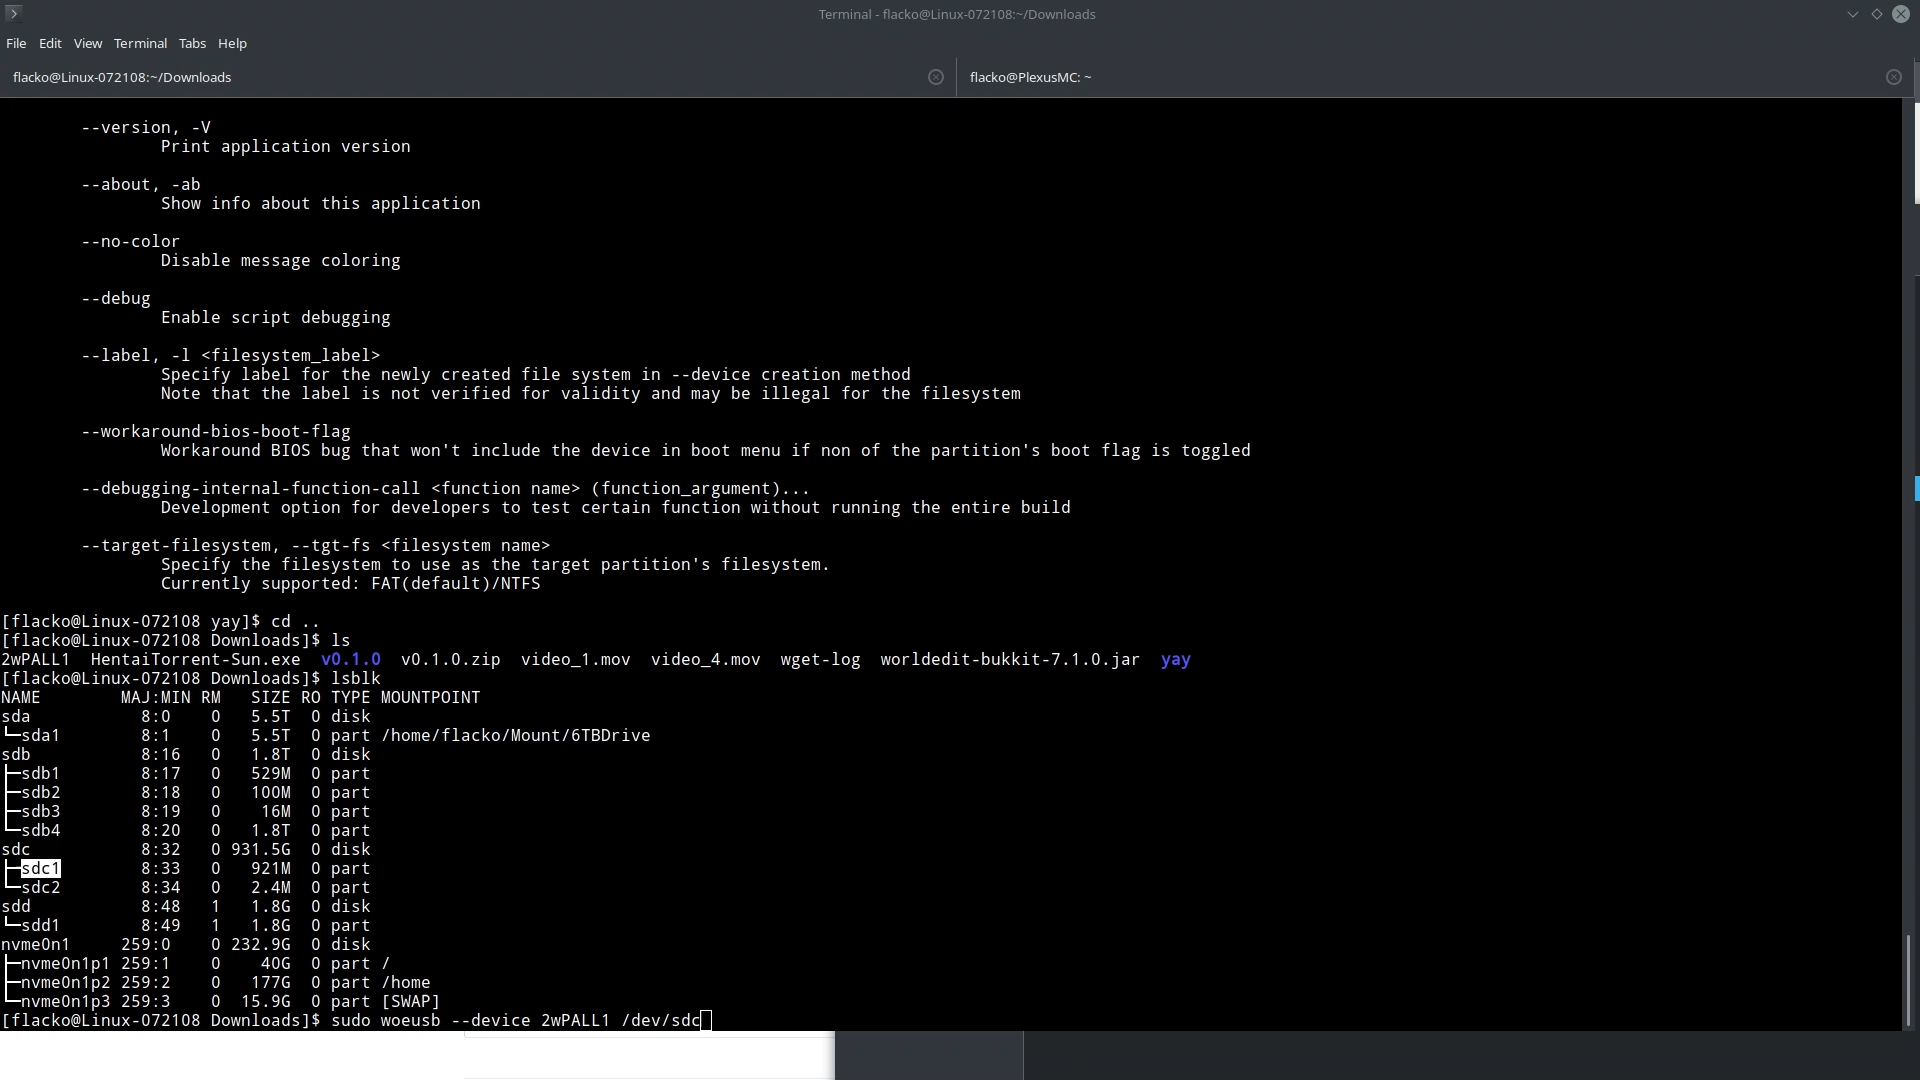 Terminal - flacko@Linux-072108:~/Downloads
File Edit View Terminal Tabs Help
flacko@Linux-072108:~/Downloads
flacko@PlexusMC: ~
--version, -V
Print application version
--about, -ab
Show info about this application
--no-color
Disable message coloring
--debug
Enable script debugging
--label, -l <filesystem_label>
Specify label for the newly created file system in --device creation method
Note that the label is not verified for validity and may be illegal for the filesystem
--workaround-bios-boot-flag
Workaround BIOS bug that won't include the device in boot menu if non of the partition's boot flag is toggled
--debugging-internal-function-call <function name> (function_argument)...
Development option for developers to test certain function without running the entire build
--target-filesystem, --tgt-fs <filesystem name>
Specify the filesystem to use as the target partition's filesystem.
Currently supported: FAT(default)/NTFS
[flacko@Linux-072108 yay]$ cd ..
[flacko@Linux-072108 Downloads]$ ls
2wPALL1  HentaiTorrent-Sun.exe  v0.1.0  v0.1.0.zip  video_1.mov  video_4.mov  wget-log  worldedit-bukkit-7.1.0.jar  yay
[flacko@Linux-072108 Downloads]$ lsblk
NAME        MAJ:MIN RM   SIZE RO TYPE MOUNTPOINT
sda           8:0    0   5.5T  0 disk
└─sda1        8:1    0   5.5T  0 part /home/flacko/Mount/6TBDrive
sdb           8:16   0   1.8T  0 disk
├─sdb1        8:17   0   529M  0 part
├─sdb2        8:18   0   100M  0 part
├─sdb3        8:19   0    16M  0 part
└─sdb4        8:20   0   1.8T  0 part
sdc           8:32   0 931.5G  0 disk
├─sdc1        8:33   0   921M  0 part
└─sdc2        8:34   0   2.4M  0 part
sdd           8:48   1   1.8G  0 disk
└─sdd1        8:49   1   1.8G  0 part
nvme0n1     259:0    0 232.9G  0 disk
├─nvme0n1p1 259:1    0    40G  0 part /
├─nvme0n1p2 259:2    0   177G  0 part /home
└─nvme0n1p3 259:3    0  15.9G  0 part [SWAP]
[flacko@Linux-072108 Downloads]$ sudo woeusb --device 2wPALL1 /dev/sdc